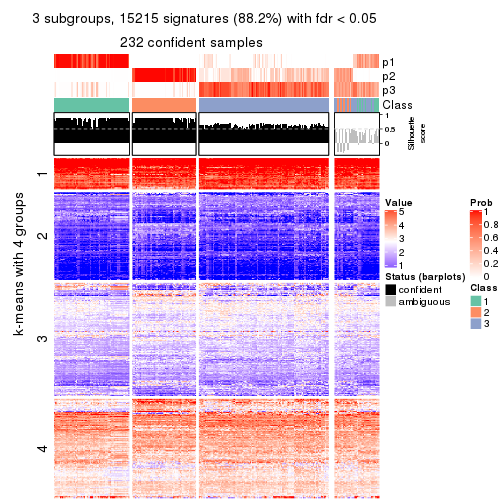 3 subgroups, 15215 signatures (88.2%) with fdr < 0.05
232 confident samples
p1
p2
p3
Class
1
0.5
0
Silhouette
score
k-means with 4 groups
1
2
3
4
Value
5
4
3
2
1
Status (barplots)
confident
ambiguous
Prob
1
0.8
0.6
0.4
0.2
0
Class
1
2
3